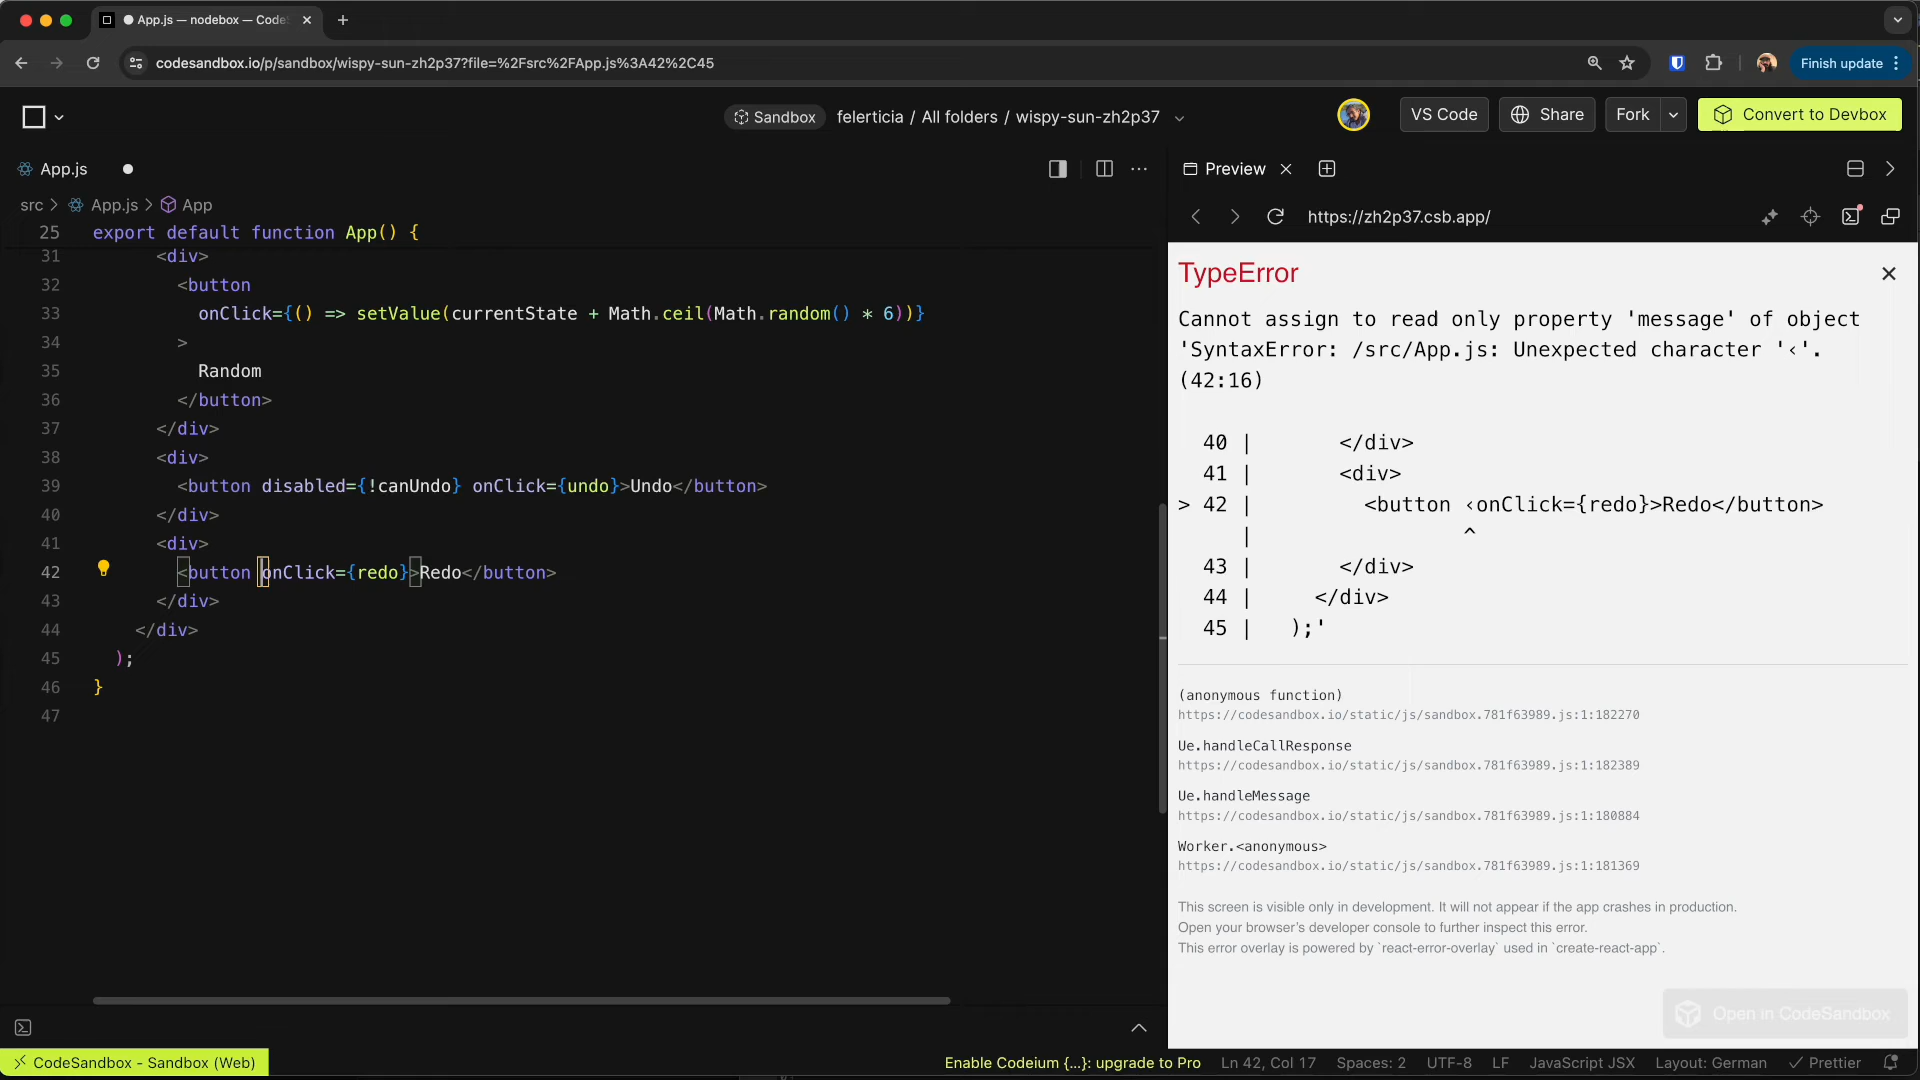 App.js — nodebox — Code
codesandbox.io/p/sandbox/wispy-sun-zh2p37?file=%2Fsrc%2FApp.js%3A42%2C45
Finish update
Sandbox felerticia / All folders / wispy-sun-zh2p37
VS Code
Share
Fork
Convert to Devbox
App.js
src > App.js > App
25 export default function App() {
31 <div>
32 <button
33 onClick={() => setValue(currentState + Math.ceil(Math.random() * 6))}
34 >
35 Random
36 </button>
37 </div>
38 <div>
39 <button disabled={!canUndo} onClick={undo}>Undo</button>
40 </div>
41 <div>
42 <button onClick={redo}>Redo</button>
43 </div>
44 </div>
45 );
46 }
47
Preview
https://zh2p37.csb.app/
TypeError
Cannot assign to read only property 'message' of object
'SyntaxError: /src/App.js: Unexpected character '‹'.
(42:16)
40 | </div>
41 | <div>
> 42 | <button ‹onClick={redo}>Redo</button>
| ^
43 | </div>
44 | </div>
45 | );'
(anonymous function)
https://codesandbox.io/static/js/sandbox.781f63989.js:1:182270
Ue.handleCallResponse
https://codesandbox.io/static/js/sandbox.781f63989.js:1:182389
Ue.handleMessage
https://codesandbox.io/static/js/sandbox.781f63989.js:1:180884
Worker.<anonymous>
https://codesandbox.io/static/js/sandbox.781f63989.js:1:181369
This screen is visible only in development. It will not appear if the app crashes in production.
Open your browser's developer console to further inspect this error.
This error overlay is powered by `react-error-overlay` used in `create-react-app`.
Open in CodeSandbox
CodeSandbox - Sandbox (Web)
Enable Codeium {...}: upgrade to Pro
Ln 42, Col 17
Spaces: 2
UTF-8
LF
JavaScript JSX
Layout: German
Prettier